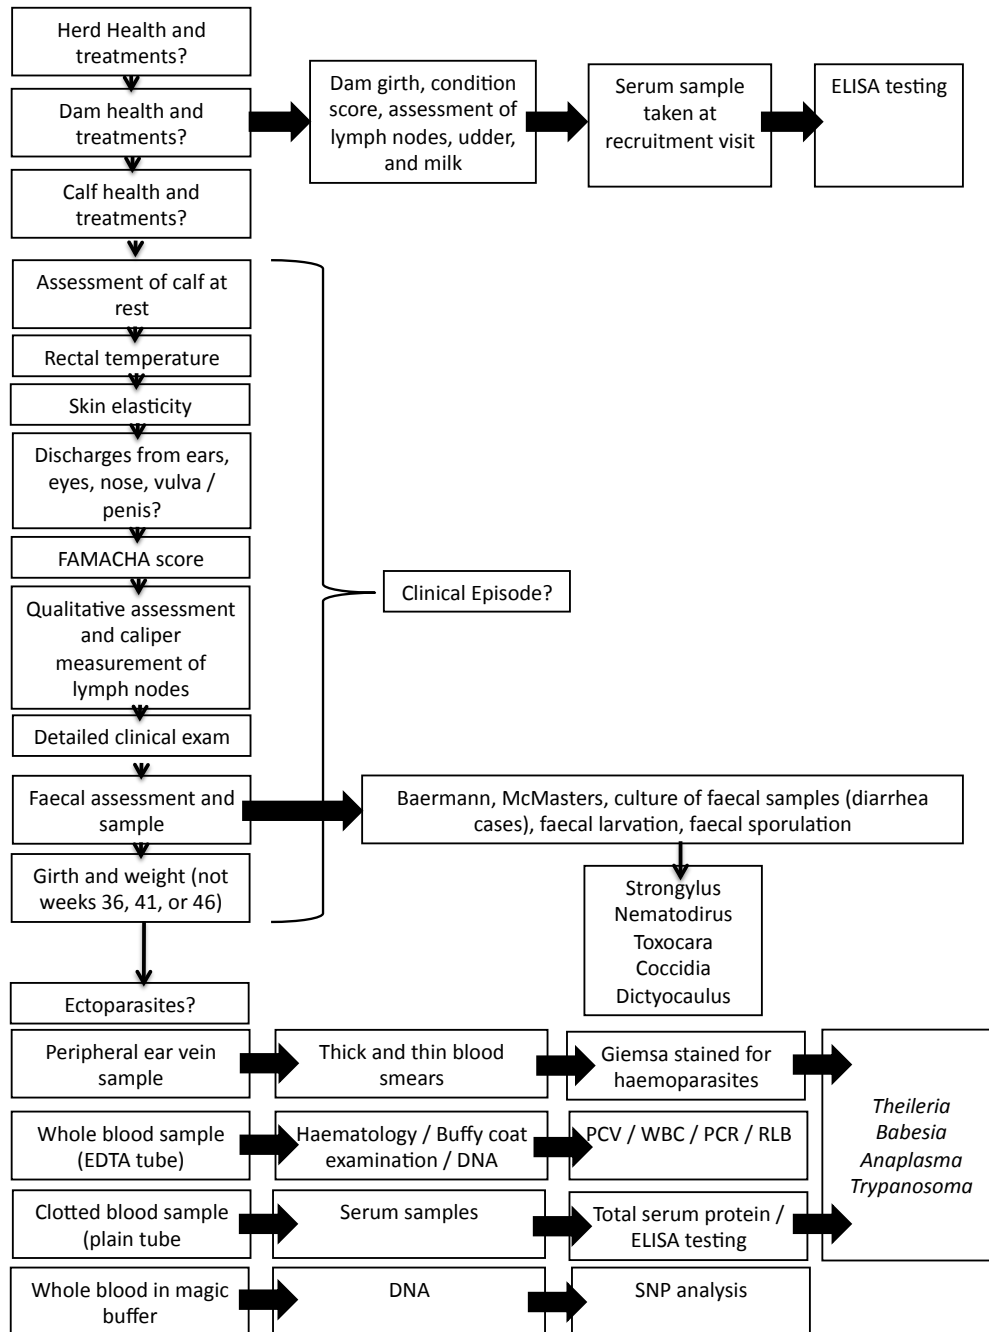 Herd Health and
treatments?
Dam health and
treatments?
Dam girth, condition
score, assessment of
lymph nodes, udder,
and milk
Serum sample
taken at
recruitment visit
ELISA testing
Calf health and
treatments?
Assessment of calf at
rest
Rectal temperature
Skin elasticity
Discharges from ears,
eyes, nose, vulva /
penis?
FAMACHA score
Qualitative assessment
and caliper
measurement of
lymph nodes
Detailed clinical exam
Clinical Episode?
Faecal assessment and
sample
Baermann, McMasters, culture of faecal samples (diarrhea
cases), faecal larvation, faecal sporulation
Girth and weight (not
weeks 36, 41, or 46)
Strongylus
Nematodirus
Toxocara
Coccidia
Dictyocaulus
Ectoparasites?
Peripheral ear vein
sample
Thick and thin blood
smears
Giemsa stained for
haemoparasites
Whole blood sample
(EDTA tube)
Haematology / Buffy coat
examination / DNA
PCV / WBC / PCR / RLB
Clotted blood sample
(plain tube
Serum samples
Total serum protein /
ELISA testing
Theileria
Babesia
Anaplasma
Trypanosoma
Whole blood in magic
buffer
DNA
SNP analysis